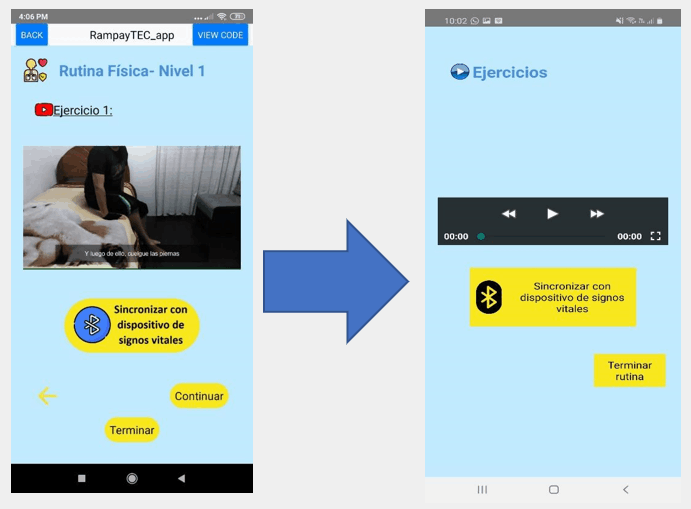 4:06 PM
BACK
RampayTEC_app
VIEW CODE
Rutina Física- Nivel 1
Ejercicio 1:
Y luego de ello, cuelgue las piernas
Sincronizar con
dispositivo de
signos vitales
Continuar
Terminar
10:02
Ejercicios
00:00
00:00
Sincronizar con
dispositivo de signos
vitales
Terminar
rutina